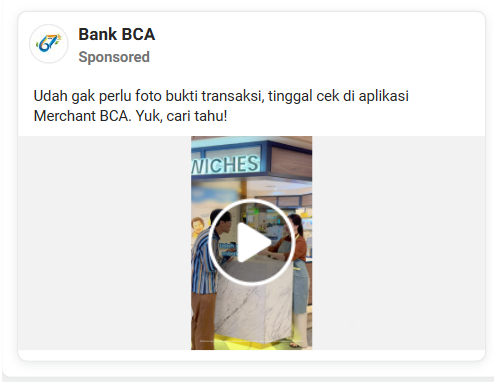 67
Bank BCA
Sponsored
Udah gak perlu foto bukti transaksi, tinggal cek di aplikasi
Merchant BCA. Yuk, cari tahu!
WICHES